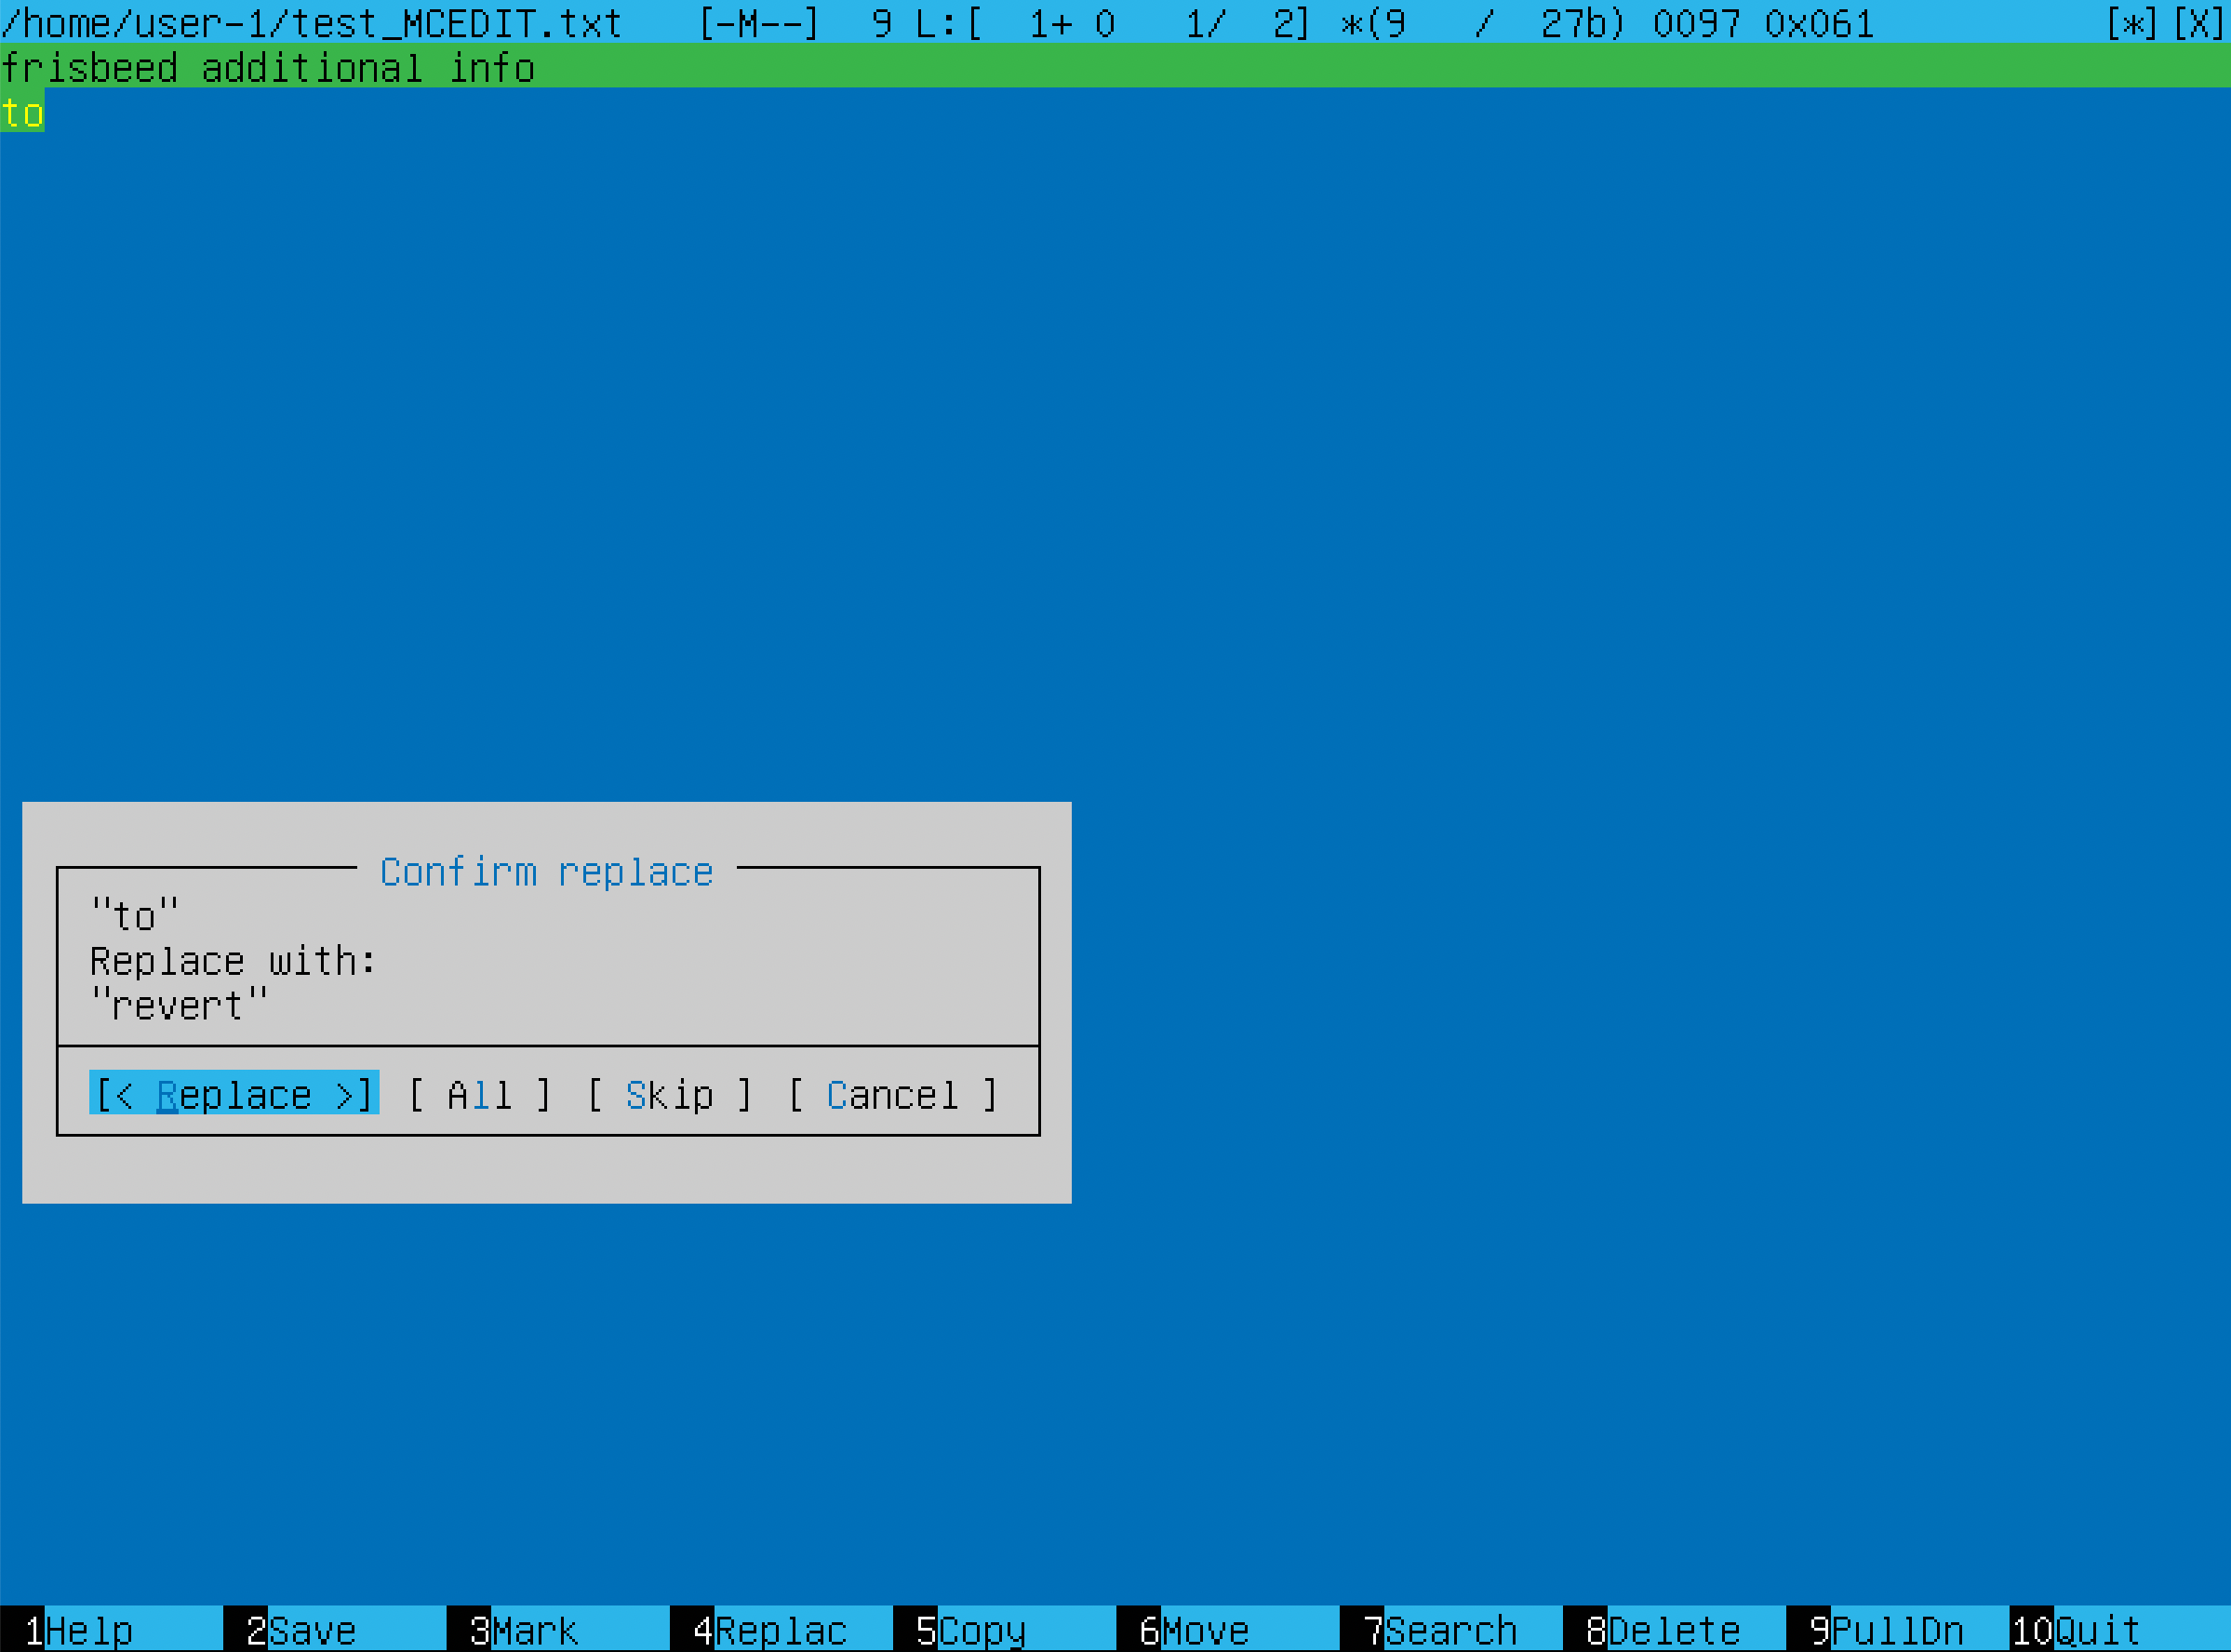 /home/user-1/test_MCEDIT.txt [-M--] 9 L:[ 1+ 0 1/ 2] *(9 / 27b) 0097 0x061 [*][X]
frisbeed additional info
to
Confirm replace
"to"
Replace with:
"revert"
[< Replace >] [ All ] [ Skip ] [ Cancel ]
1Help 2Save 3Mark 4Replac 5Copy 6Move 7Search 8Delete 9PullDn 10Quit